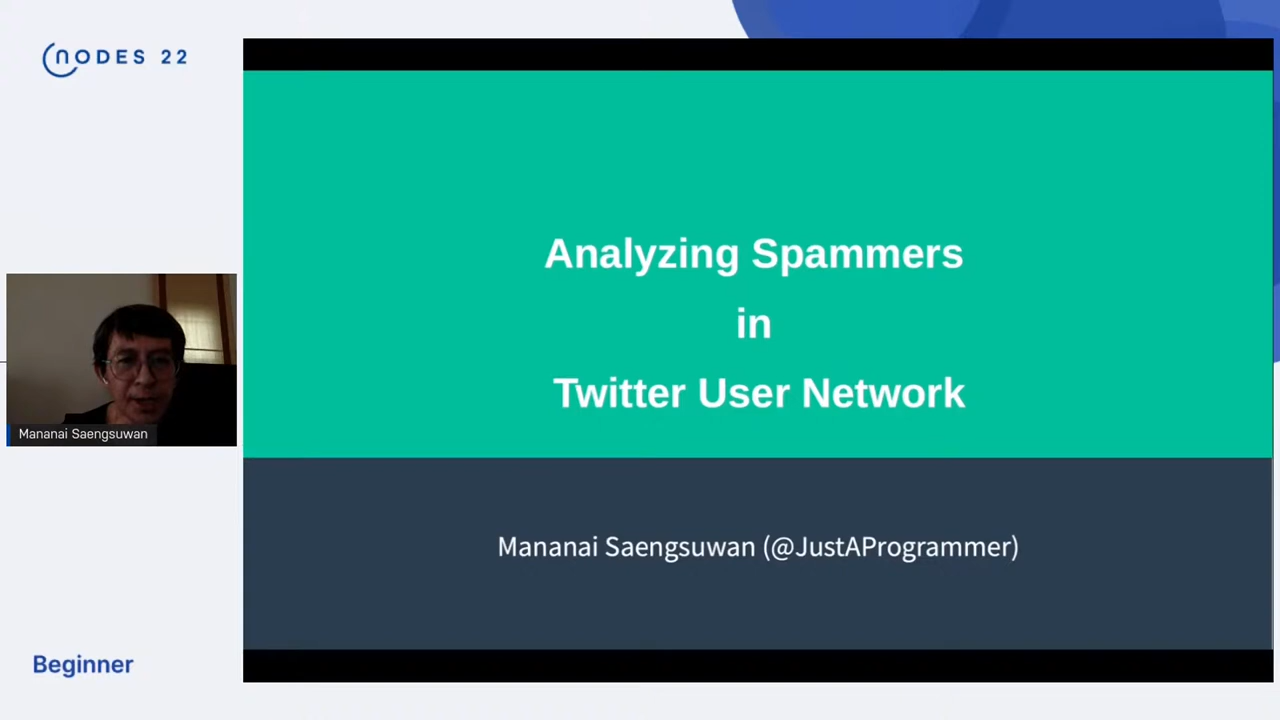 NODES 22
Analyzing Spammers
in
Twitter User Network
Mananai Saengsuwan
Mananai Saengsuwan (@JustAProgrammer)
Beginner